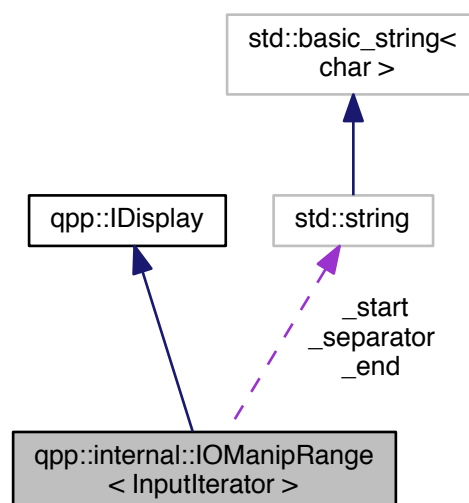 std::basic_string<
char >
qpp::IDisplay
std::string
_start
_separator
_end
qpp::internal::IOManipRange
< InputIterator >